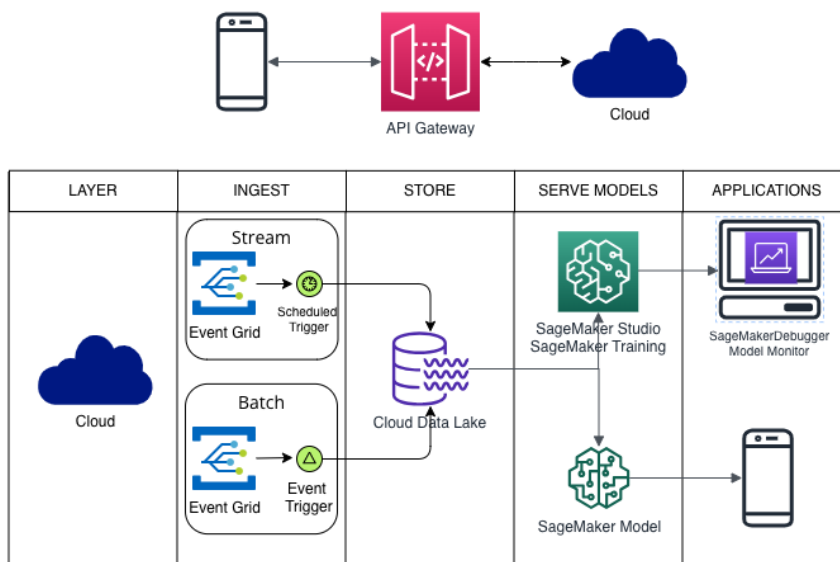 API Gateway
Cloud
LAYER
INGEST
STORE
SERVE MODELS
APPLICATIONS
Cloud
Stream
Event Grid
Scheduled
Trigger
Batch
Event Grid
Event
Trigger
Cloud Data Lake
SageMaker Studio
SageMaker Training
SageMaker Model
SageMakerDebugger
Model Monitor